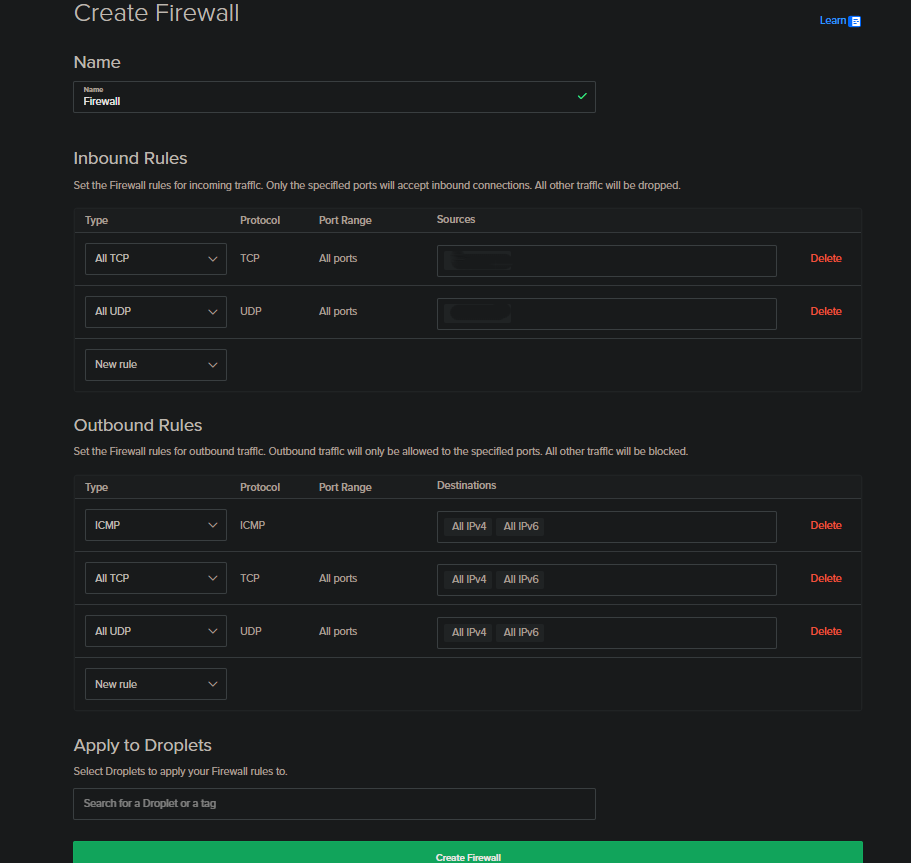 Create Firewall
Learn
Name
Name
Firewall
Inbound Rules
Set the Firewall rules for incoming traffic. Only the specified ports will accept inbound connections. All other traffic will be dropped.
Type Protocol Port Range Sources
All TCP TCP All ports Delete
All UDP UDP All ports Delete
New rule
Outbound Rules
Set the Firewall rules for outbound traffic. Outbound traffic will only be allowed to the specified ports. All other traffic will be blocked.
Type Protocol Port Range Destinations
ICMP ICMP All IPv4 All IPv6 Delete
All TCP TCP All ports All IPv4 All IPv6 Delete
All UDP UDP All ports All IPv4 All IPv6 Delete
New rule
Apply to Droplets
Select Droplets to apply your Firewall rules to.
Search for a Droplet or a tag
Create Firewall